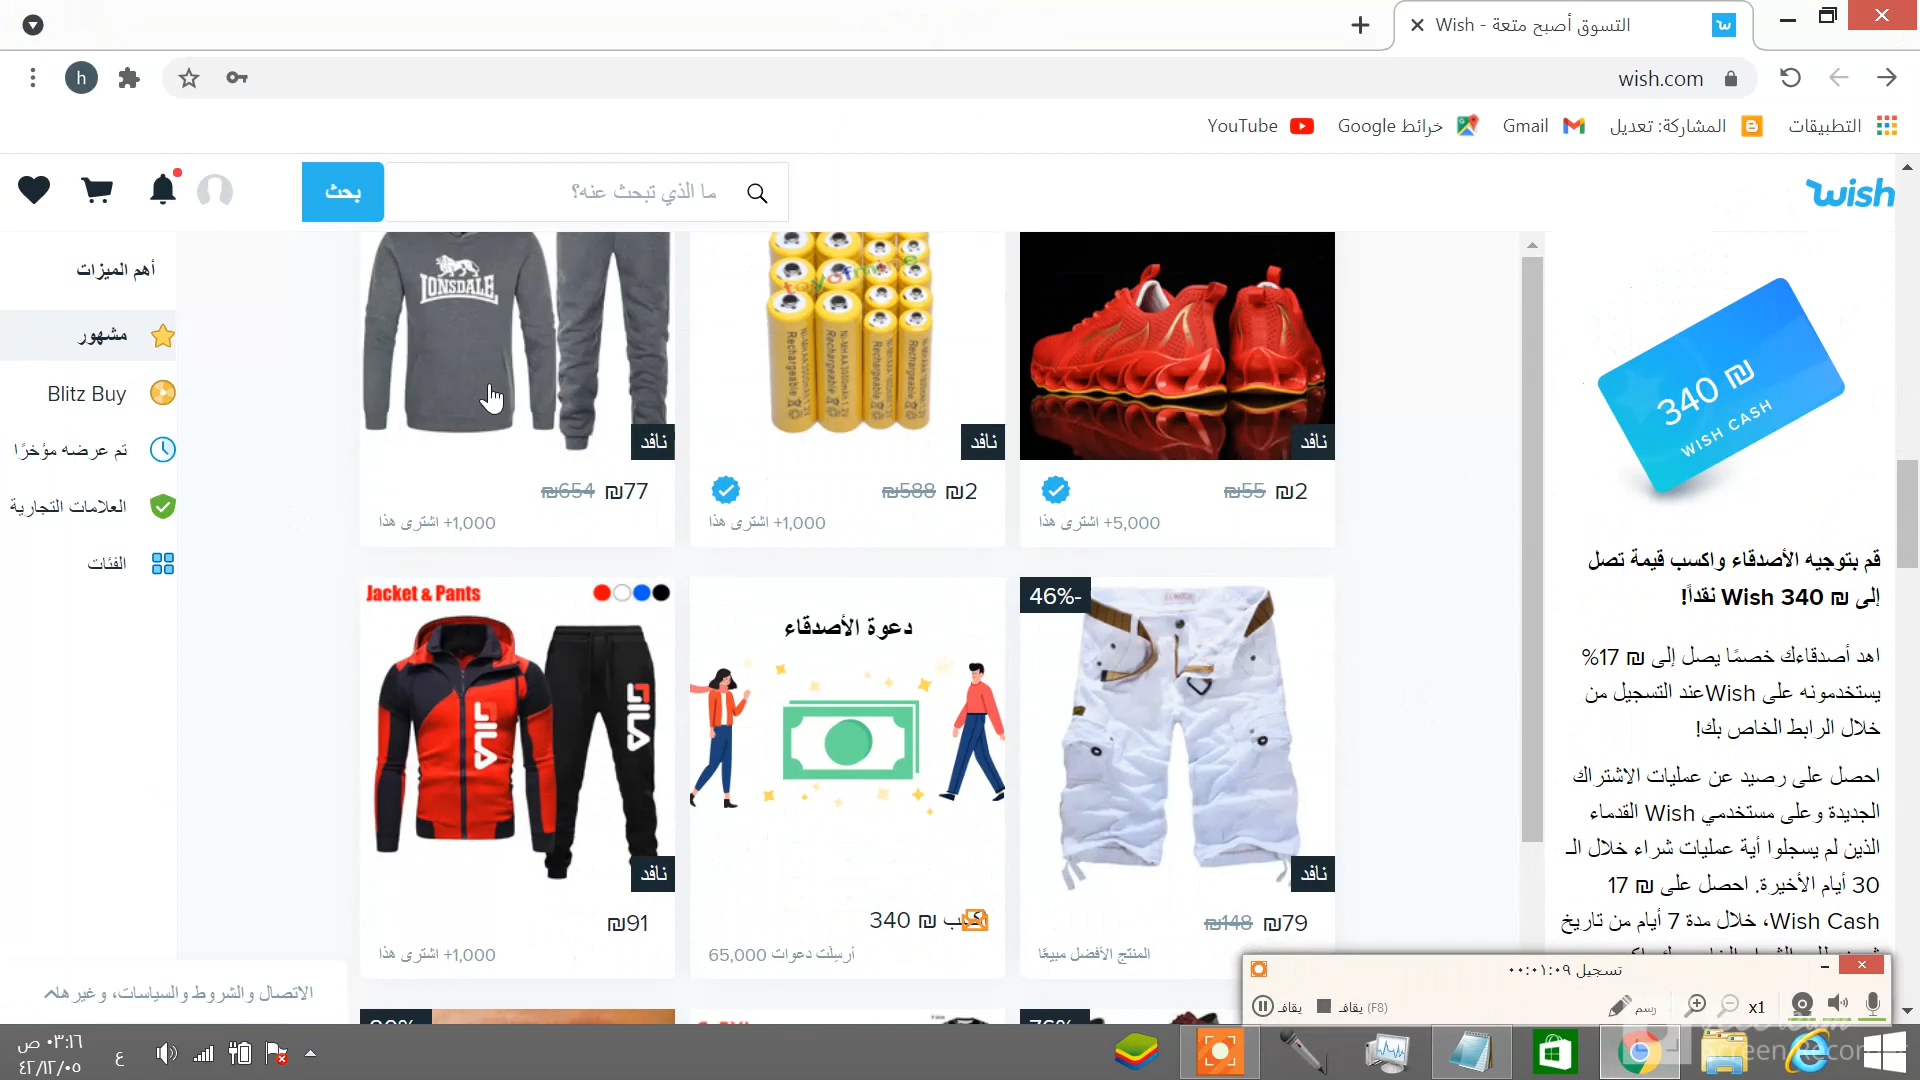 التسوق أصبح متعة - Wish
h
wish.com
التطبيقات
المشاركة: تعديل
Gmail
خرائط Google
YouTube
wish
ما الذي تبحث عنه؟
بحث
أهم الميزات
مشهور
Blitz Buy
تم عرضه مؤخرًا
العلامات التجارية
الفئات
LONSDALE
نافد
₪77 ₪654
1,000+ اشترى هذا
toyofmine
Rechargeable
Rechargeable
نافد
₪2 ₪588
1,000+ اشترى هذا
نافد
₪2 ₪55
5,000+ اشترى هذا
Jacket & Pants
نافد
₪91
1,000+ اشترى هذا
دعوة الأصدقاء
340 ₪
أرسِلَت دعوات 65,000
-46%
نافد
₪79 ₪148
المنتج الأفضل مبيعًا
340 ₪
WISH CASH
قم بتوجيه الأصدقاء واكسب قيمة تصل
إلى ₪ 340 Wish نقداً!
اهد أصدقاءك خصمًا يصل إلى ₪ 17%
يستخدمونه على Wishعند التسجيل من
خلال الرابط الخاص بك!
احصل على رصيد عن عمليات الاشتراك
الجديدة وعلى مستخدمي Wish القدماء
الذين لم يسجلوا أية عمليات شراء خلال الـ
30 أيام الأخيرة. احصل على ₪ 17
Wish Cash، خلال مدة 7 أيام من تاريخ
الاتصال والشروط والسياسات، وغيرها
تسجيل ٠٠:٠١:٠٩
يقاف
يقاف (F8)
x1
رسم
Screen Recorder
٠٣:١٦ ص
٤٢/١٢/٠٥
ع